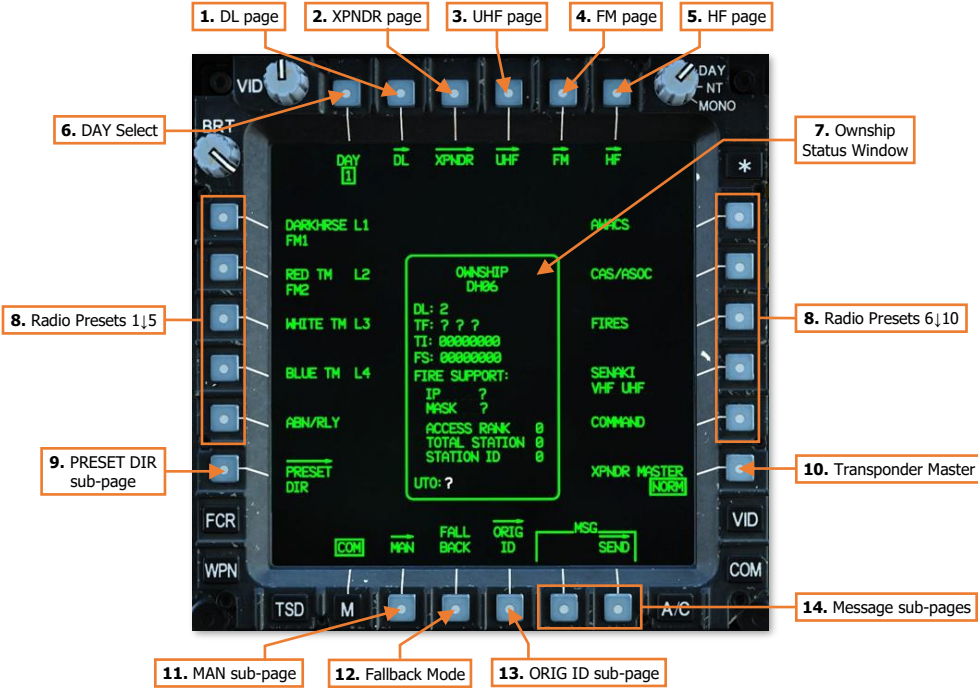 1. DL page
2. XPNDR page
3. UHF page
4. FM page
5. HF page
6. DAY Select
7. Ownship
Status Window
8. Radio Presets 1↓5
8. Radio Presets 6↓10
9. PRESET DIR
sub-page
10. Transponder Master
11. MAN sub-page
12. Fallback Mode
13. ORIG ID sub-page
14. Message sub-pages
VID
DAY
NT
MONO
BRT
*
DAY
1
DL
XPNDR
UHF
FM
HF
DARKHRSE L1
FM1
RED TM L2
FM2
WHITE TM L3
BLUE TM L4
ABN/RLY
PRESET
DIR
AWACS
CAS/ASOC
FIRES
SENAKI
VHF UHF
COMMAND
XPNDR MASTER
NORM
OWNSHIP
DH06
DL: 2
TF: ? ? ?
TI: 00000000
FS: 00000000
FIRE SUPPORT:
IP ?
MASK ?
ACCESS RANK 0
TOTAL STATION 0
STATION ID 0
UTO: ?
COM
MAN
FALL
BACK
ORIG
ID
MSG
SEND
FCR
WPN
TSD
M
VID
COM
A/C